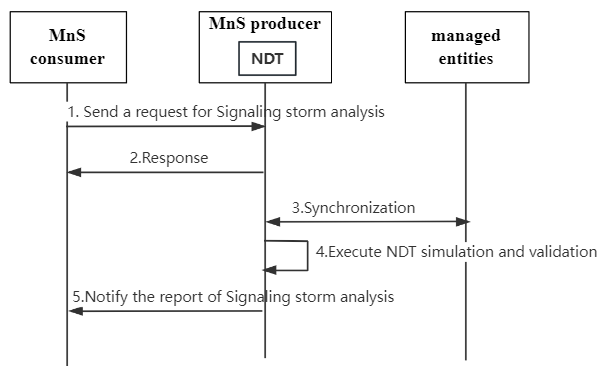 MnS
consumer
MnS producer
NDT
managed
entities
1. Send a request for Signaling storm analysis
2.Response
3.Synchronization
4.Execute NDT simulation and validation
5.Notify the report of Signaling storm analysis